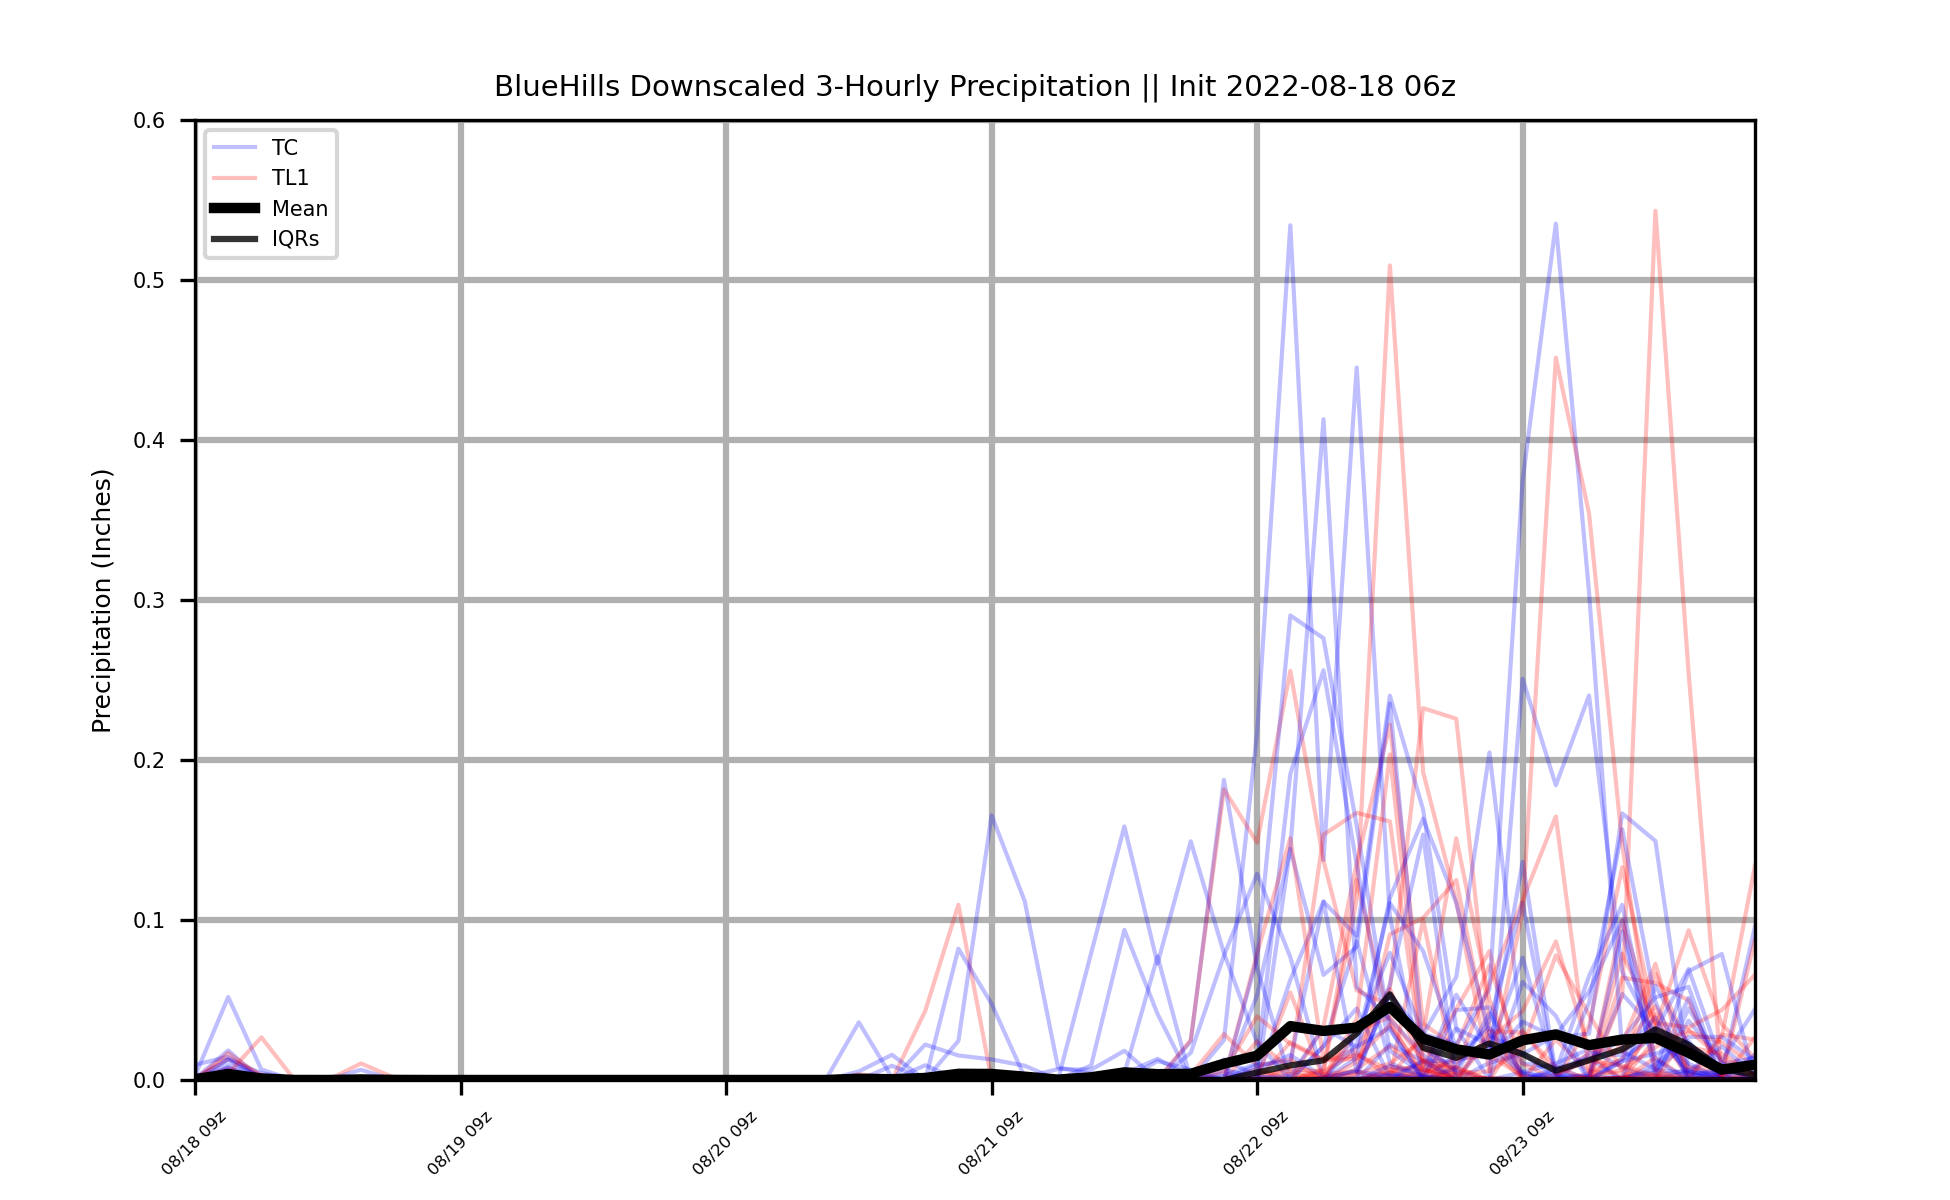 BlueHills Downscaled 3-Hourly Precipitation || Init 2022-08-18 06z
TC
TL1
Mean
IQRs
Precipitation (Inches)
0.6
0.5
0.4
0.3
0.2
0.1
0.0
08/18 09z
08/19 09z
08/20 09z
08/21 09z
08/22 09z
08/23 09z